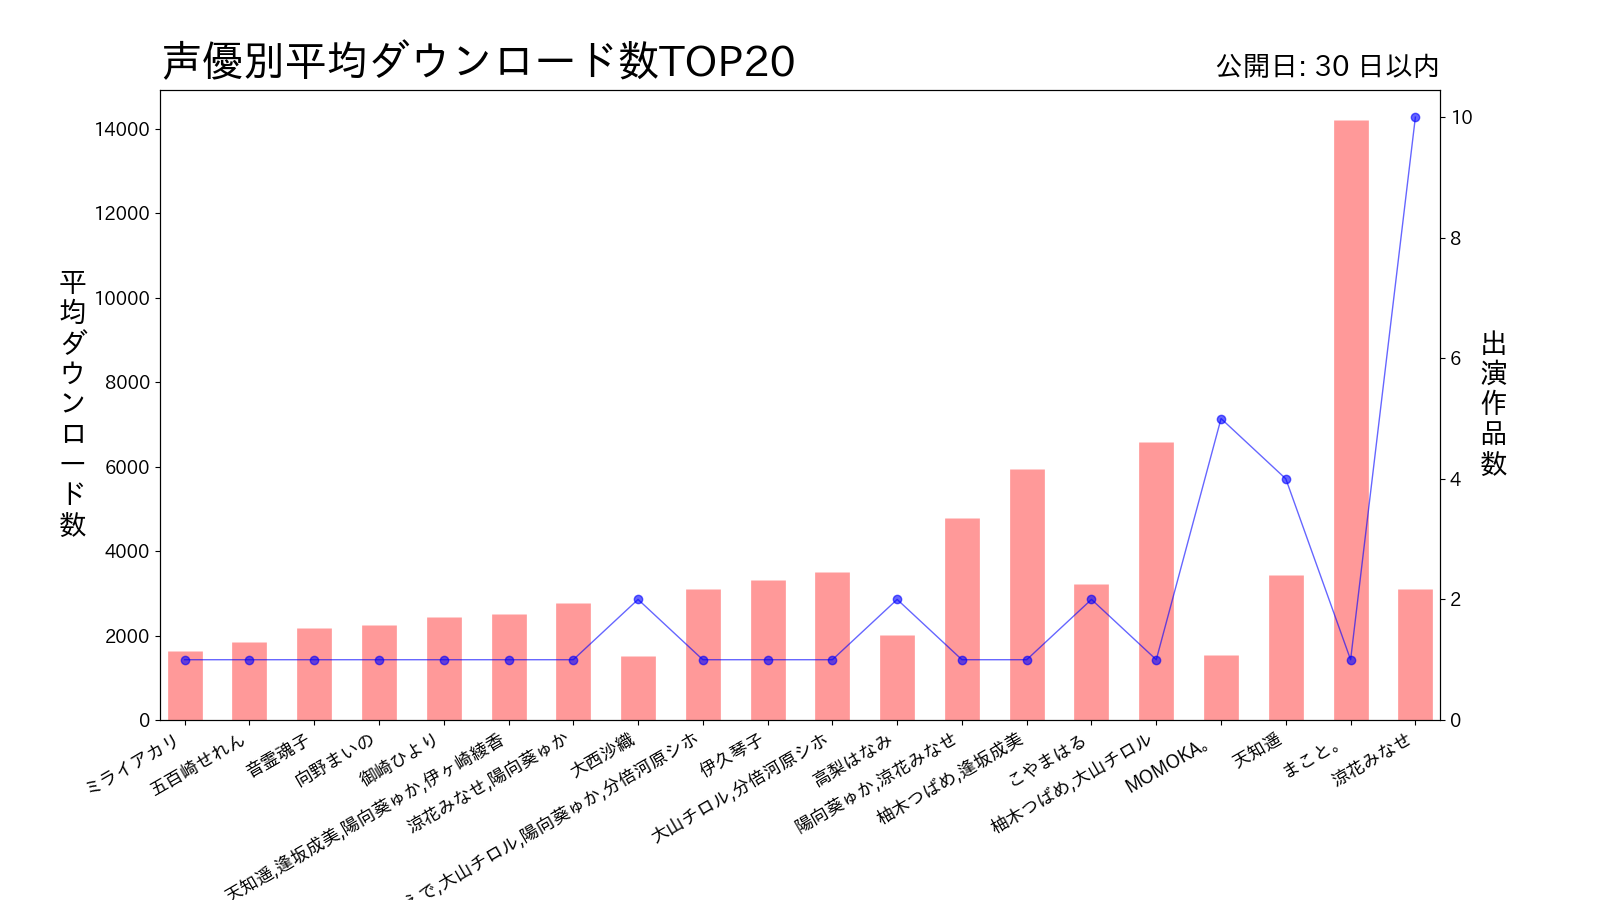 声優別平均ダウンロード数TOP20
公開日: 30 日以内
平均ダウンロード数
14000
12000
10000
8000
6000
4000
2000
0
10
8
6
4
2
0
出演作品数
ミライアカリ
五百崎せれん
音霊魂子
向野まいの
御崎ひより
天知遥,逢坂成美,陽向葵ゅか,伊ヶ崎綾香
涼花みなせ,陽向葵ゅか
大西沙織
で,大山チロル,陽向葵ゅか,分倍河原シホ
伊久琴子
大山チロル,分倍河原シホ
高梨はなみ
陽向葵ゅか,涼花みなせ
柚木つばめ,逢坂成美
こやまはる
柚木つばめ,大山チロル
MOMOKA。
天知遥
まこと。
涼花みなせ